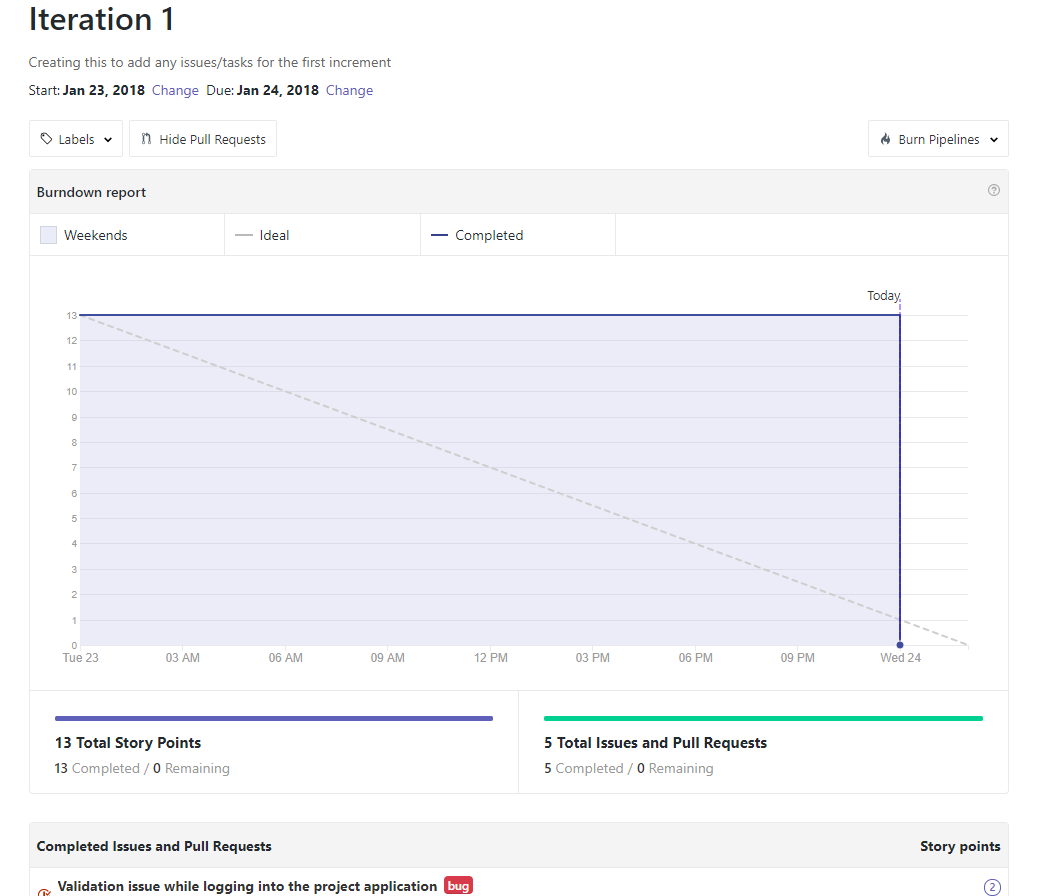 Iteration 1
Creating this to add any issues/tasks for the first increment
Start: Jan 23, 2018 Change Due: Jan 24, 2018 Change
Labels Hide Pull Requests Burn Pipelines
Burndown report ?
Weekends Ideal Completed
Today
13
12
11
10
9
8
7
6
5
4
3
2
1
0
Tue 23 03 AM 06 AM 09 AM 12 PM 03 PM 06 PM 09 PM Wed 24
13 Total Story Points
13 Completed / 0 Remaining
5 Total Issues and Pull Requests
5 Completed / 0 Remaining
Completed Issues and Pull Requests Story points
Validation issue while logging into the project application bug 2